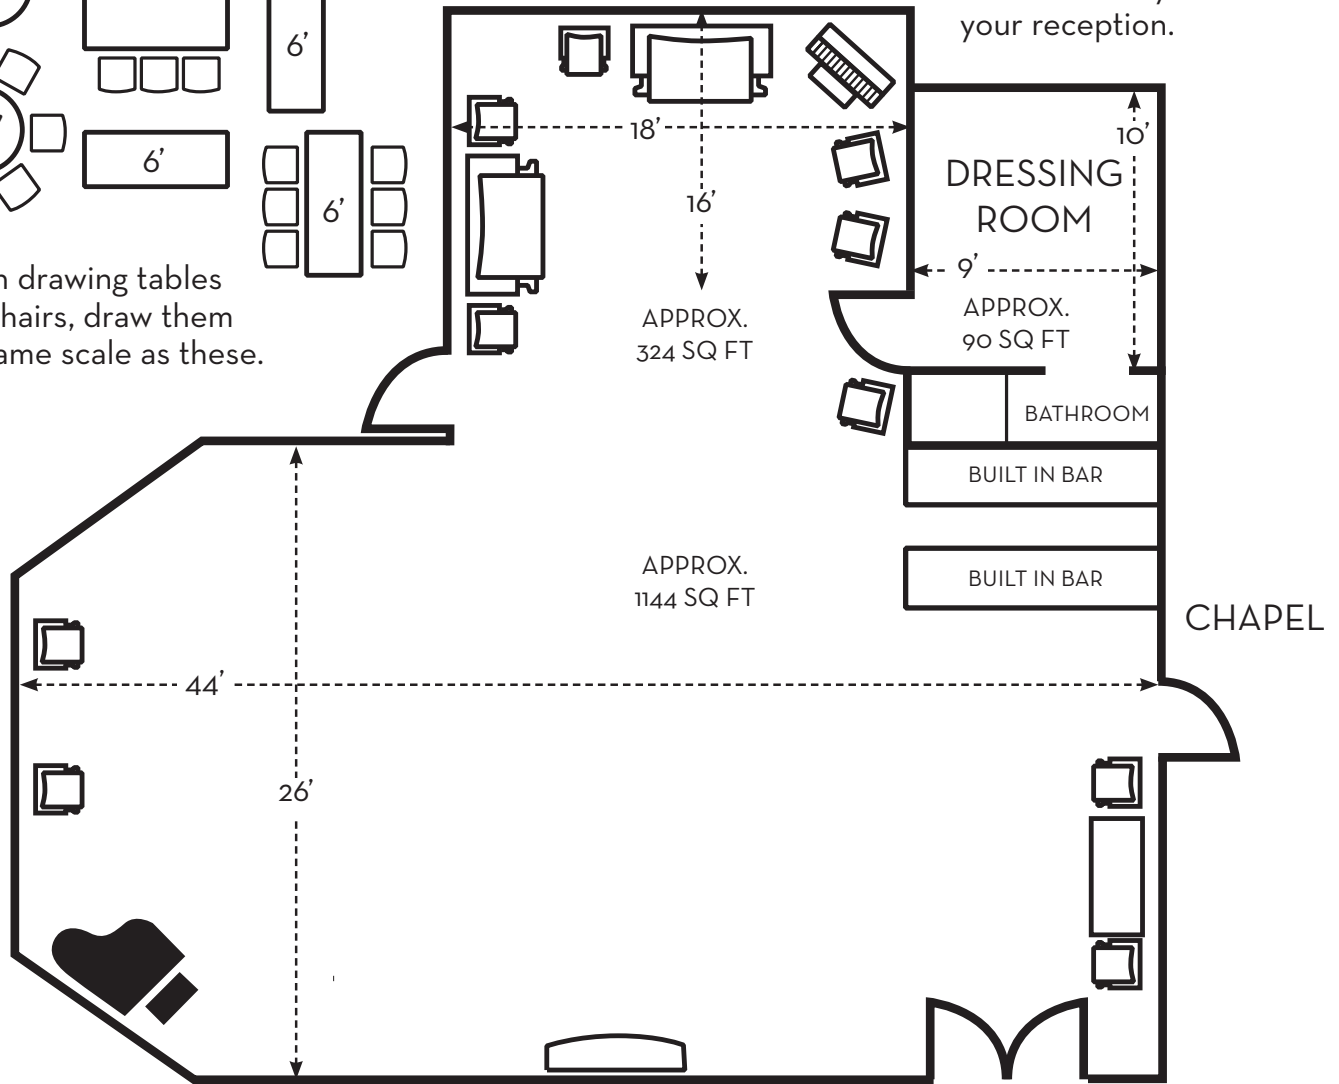 your reception.
6'
6'
6'
n drawing tables
hairs, draw them
ame scale as these.
18'
16'
APPROX.
324 SQ FT
10'
DRESSING
ROOM
9'
APPROX.
90 SQ FT
BATHROOM
BUILT IN BAR
BUILT IN BAR
APPROX.
1144 SQ FT
CHAPEL
44'
26'